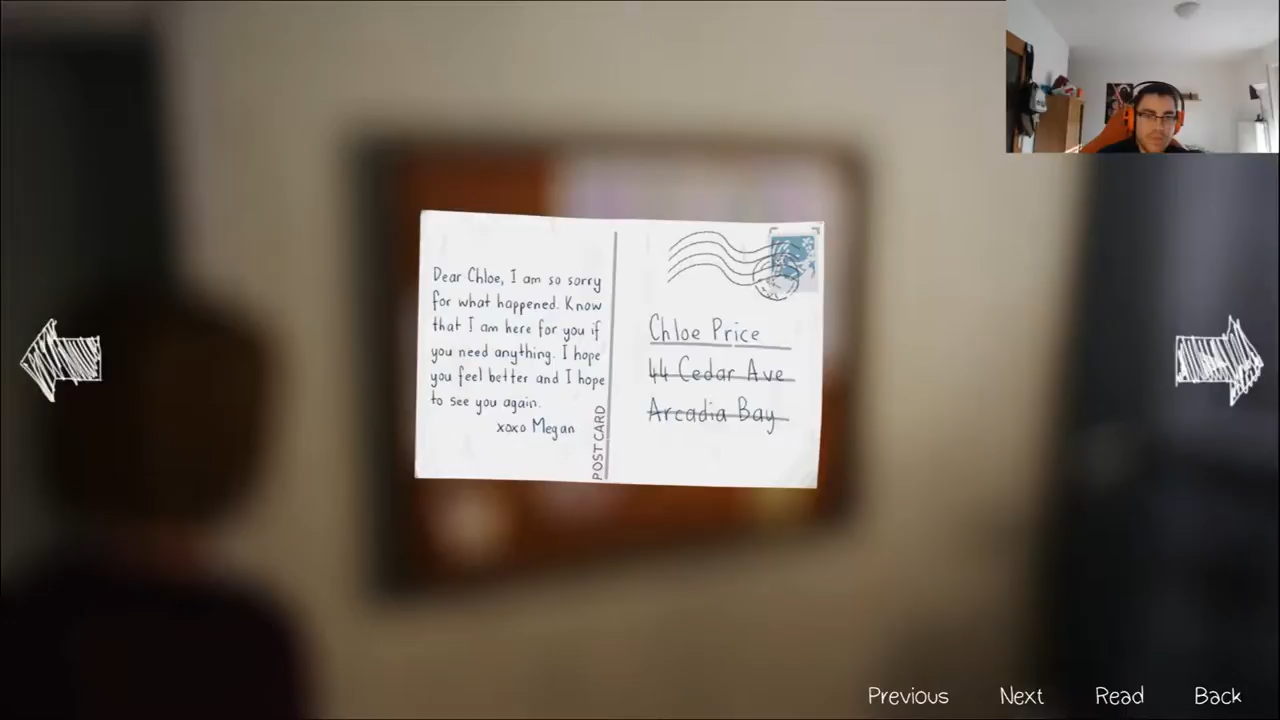 Dear Chloe, I am so sorry
for what happened. Know
that I am here for you if
you need anything. I hope
you feel better and I hope
to see you again.
xoxo Megan
POSTCARD
Chloe Price
44 Cedar Ave
Arcadia Bay
Previous Next Read Back